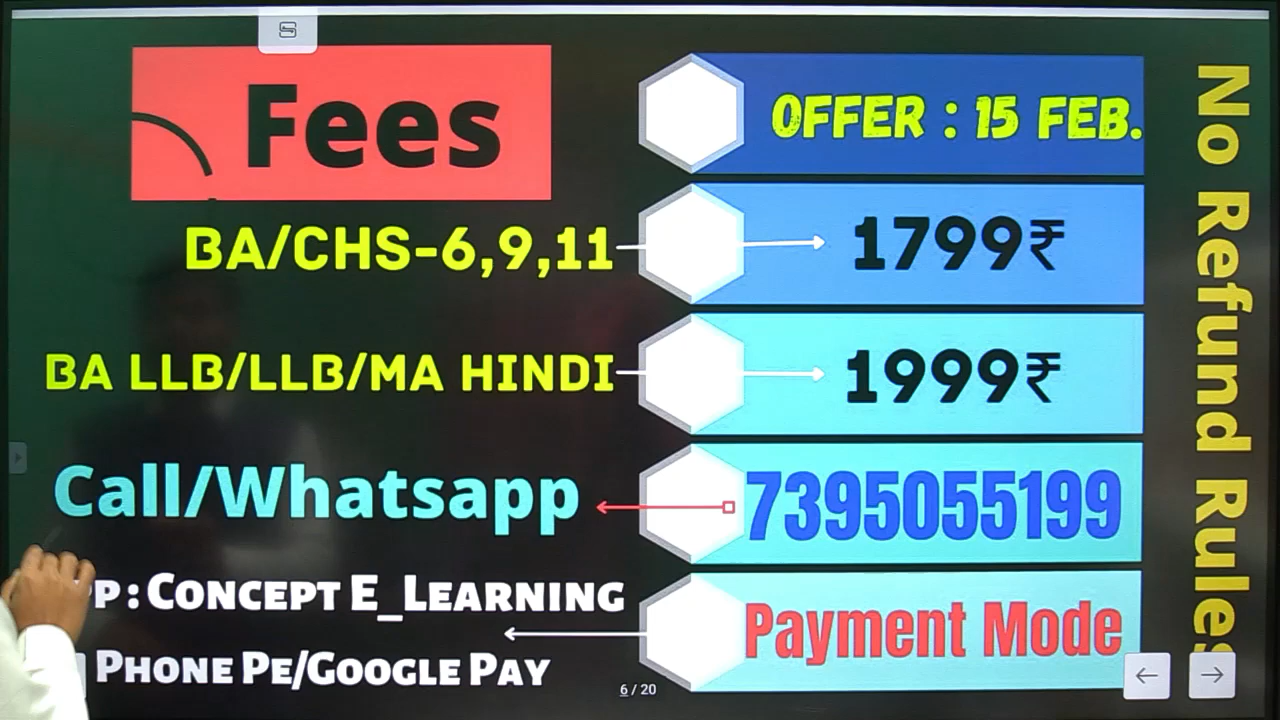 Fees
OFFER : 15 FEB.
BA/CHS-6,9,11
1799₹
BA LLB/LLB/MA HINDI
1999₹
Call/Whatsapp
7395055199
: CONCEPT E_LEARNING
PHONE PE/GOOGLE PAY
Payment Mode
6 / 20
No Refund Rules